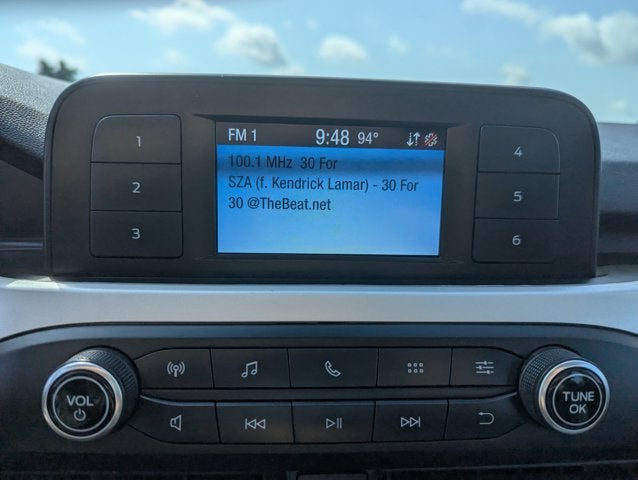 FM 1 9:48 94°
100.1 MHz 30 For
SZA (f. Kendrick Lamar) - 30 For
30 @TheBeat.net
1
2
3
4
5
6
VOL
TUNE
OK